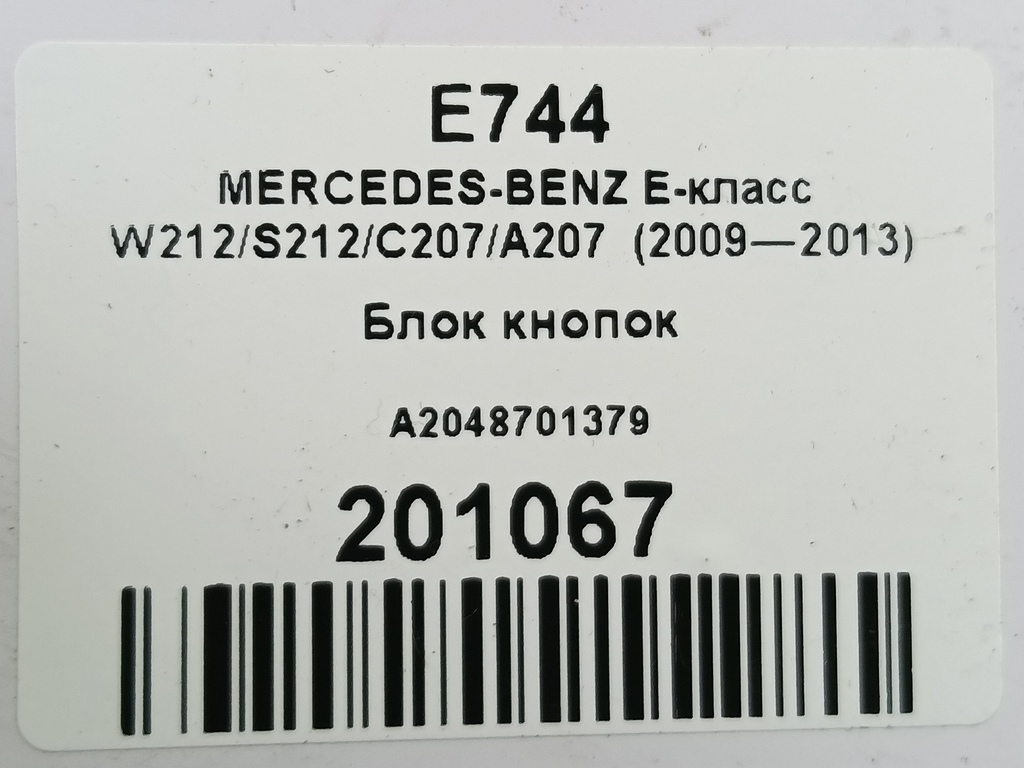 E744
MERCEDES-BENZ E-класс
W212/S212/C207/A207 (2009—2013)
Блок кнопок
A2048701379
201067